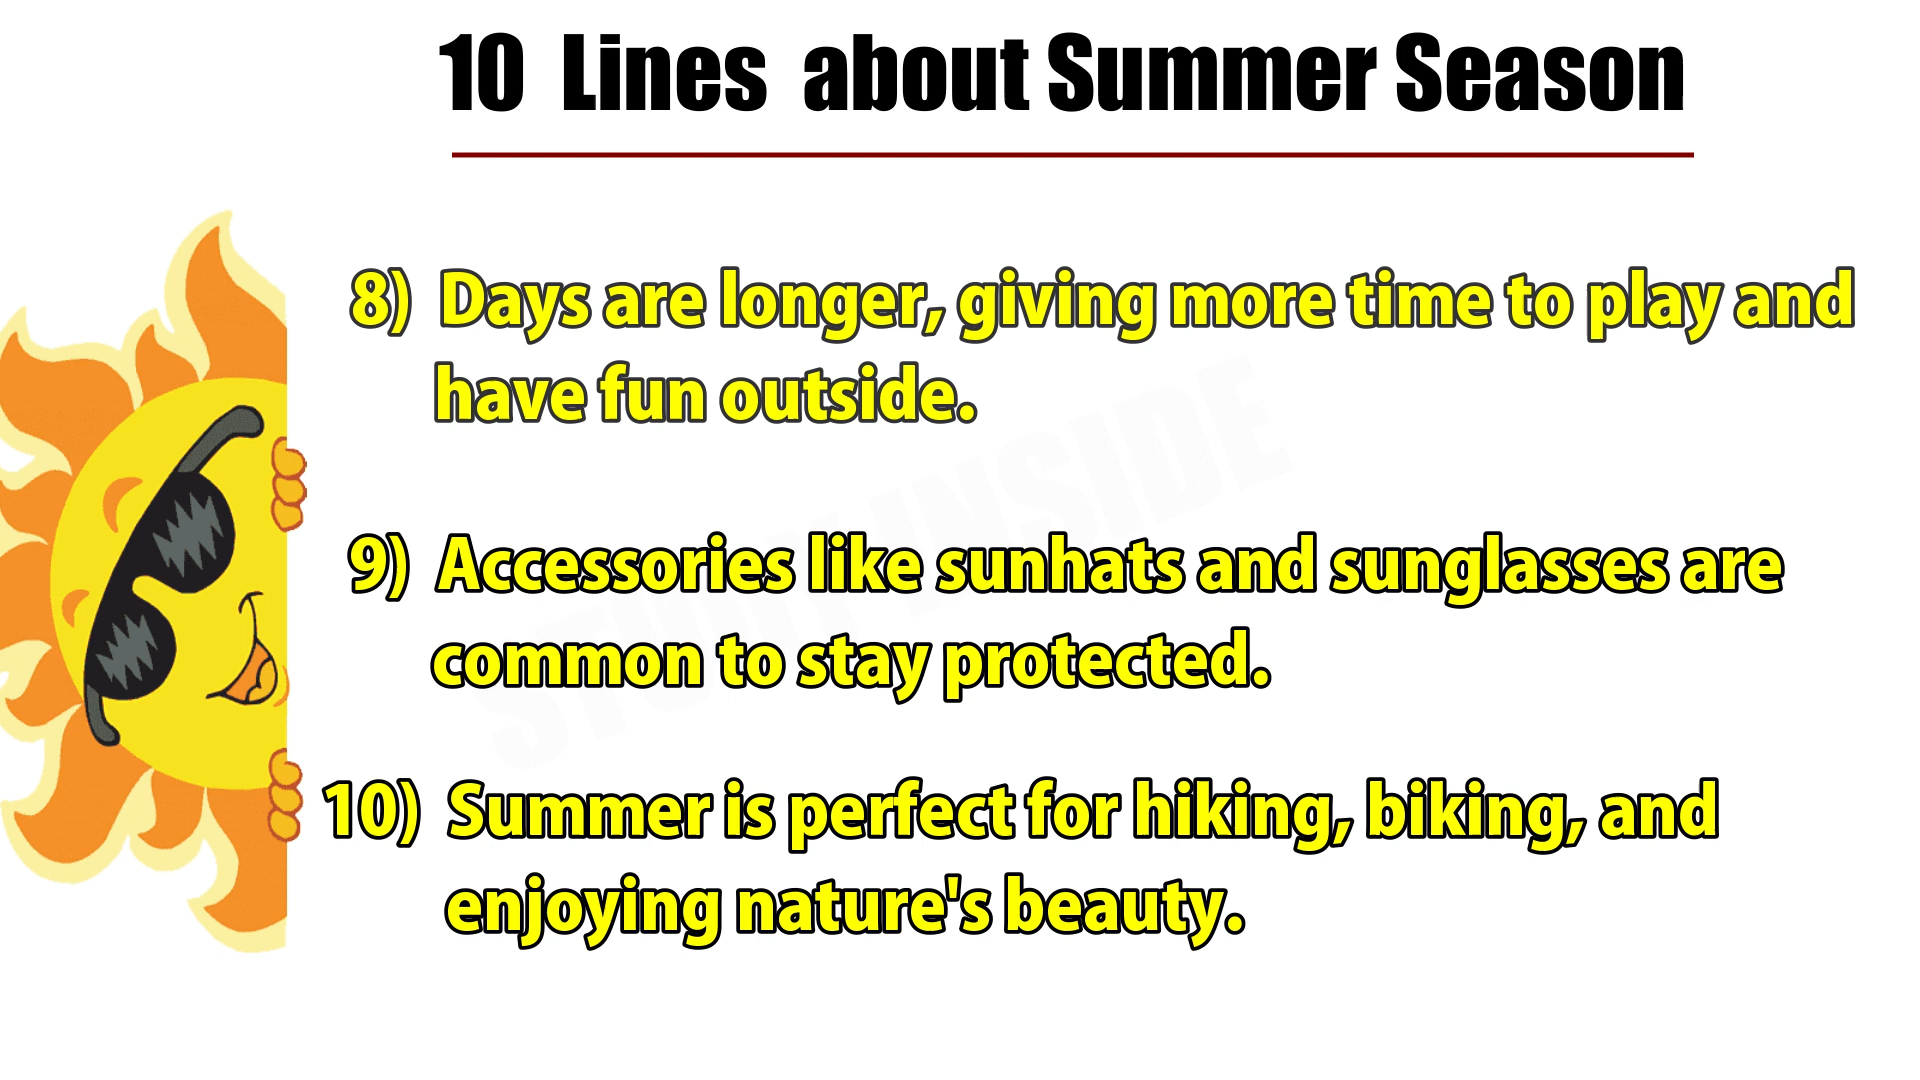 10 Lines about Summer Season
8) Days are longer, giving more time to play and
have fun outside.
STUDY INSIDE
9) Accessories like sunhats and sunglasses are
common to stay protected.
10) Summer is perfect for hiking, biking, and
enjoying nature's beauty.